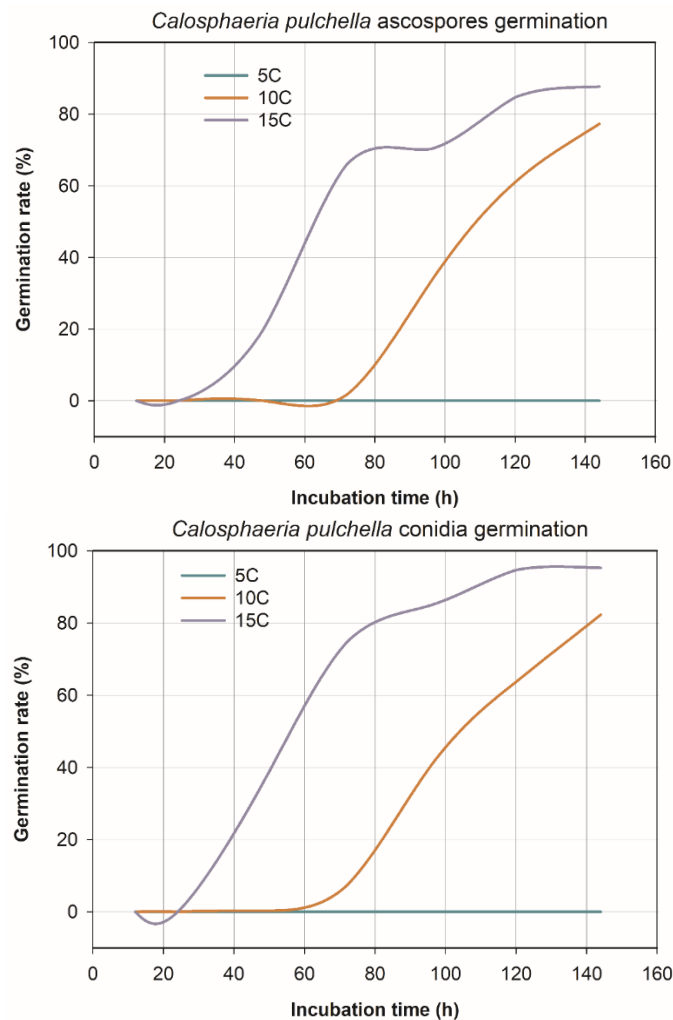 Calosphaeria pulchella ascospores germination
100
80
60
40
20
0
5C
10C
15C
Germination rate (%)
0 20 40 60 80 100 120 140 160
Incubation time (h)
Calosphaeria pulchella conidia germination
100
80
60
40
20
0
5C
10C
15C
Germination rate (%)
0 20 40 60 80 100 120 140 160
Incubation time (h)